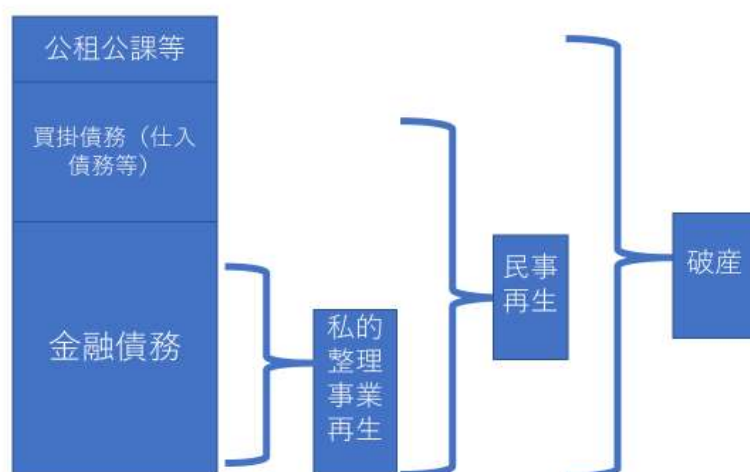 公租公課等
買掛債務（仕入
債務等）
金融債務
私的
整理
事業
再生
民事
再生
破産